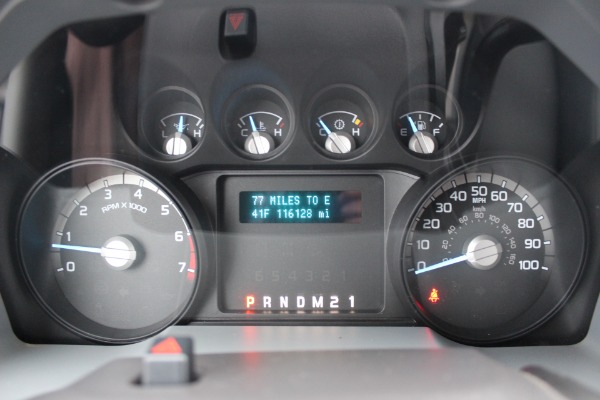 L H C H C H E F
77 MILES TO E
41F 116128 mi
0 1 2 3 4 5 6 7
RPM X 1000
0 10 20 30 40 50 60 70 80 90 100
MPH
km/h
6 5 4 3 2 1
P R N D M 2 1